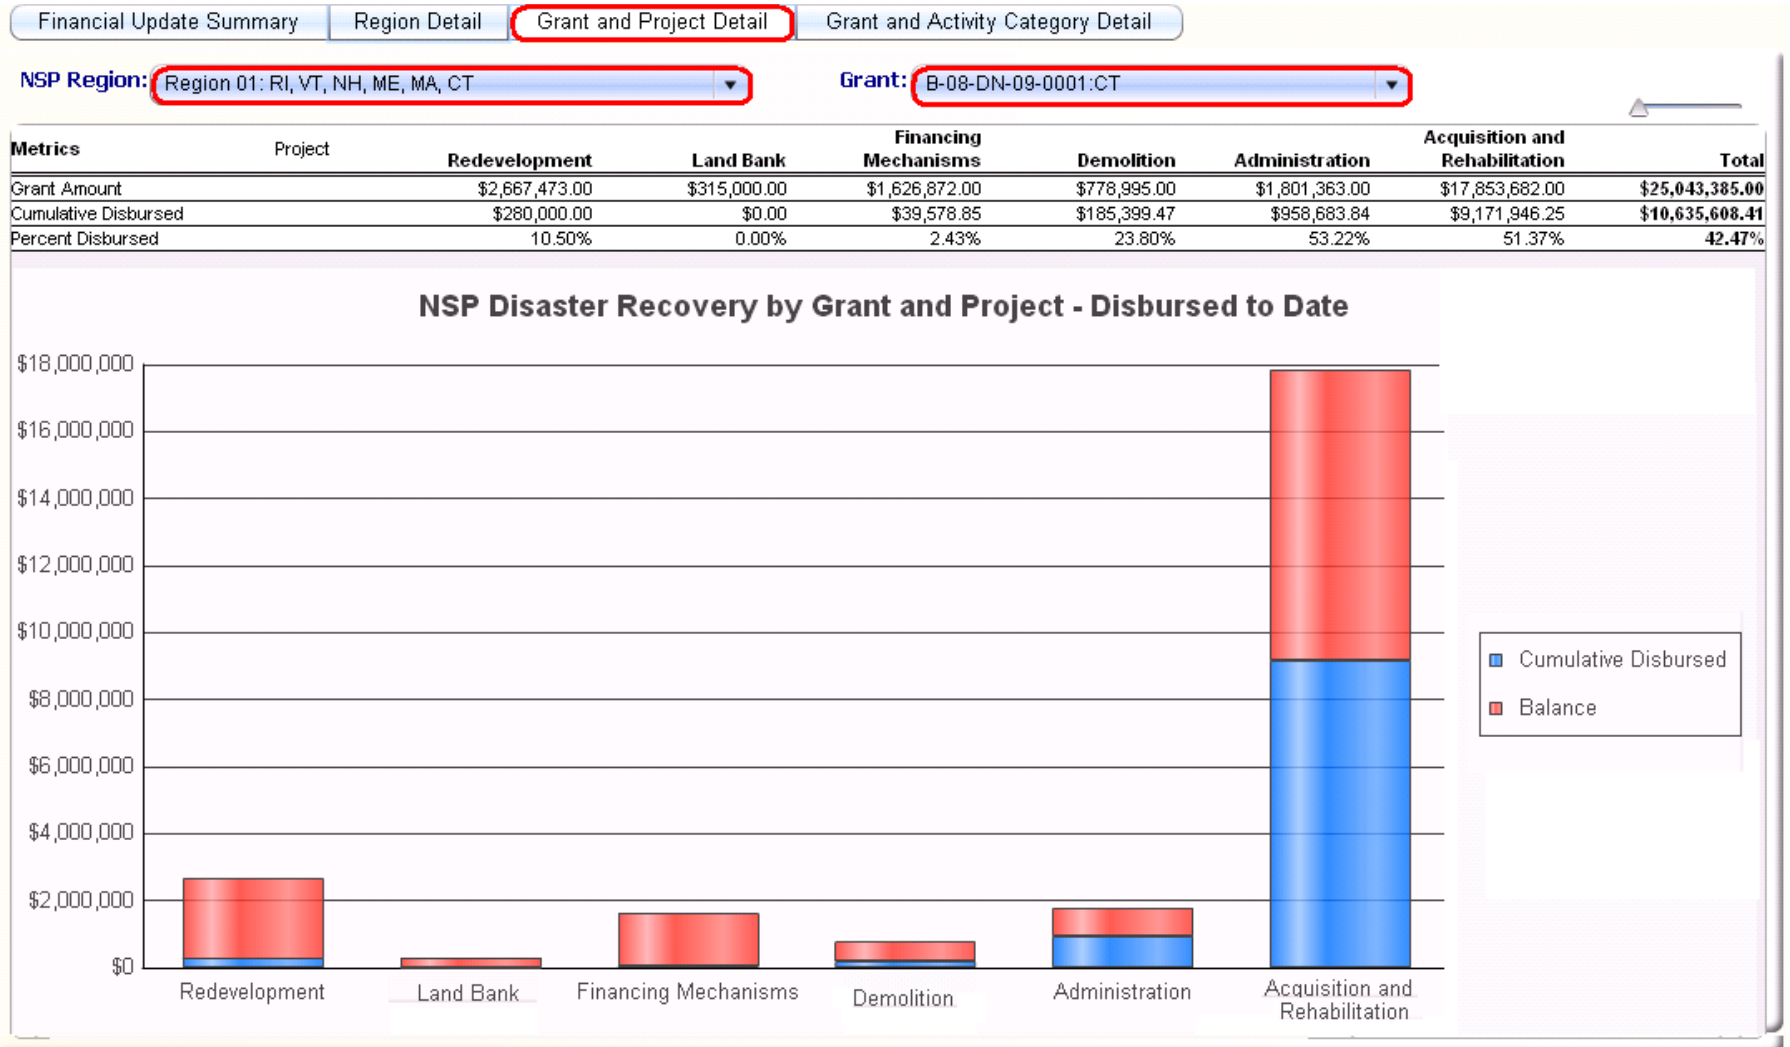 Financial Update Summary Region Detail Grant and Project Detail Grant and Activity Category Detail
NSP Region: Region 01: RI, VT, NH, ME, MA, CT Grant: B-08-DN-09-0001:CT
Metrics Project Redevelopment Land Bank Financing Mechanisms Demolition Administration Acquisition and Rehabilitation Total
Grant Amount $2,667,473.00 $315,000.00 $1,626,872.00 $778,995.00 $1,801,363.00 $17,853,682.00 $25,043,385.00
Cumulative Disbursed $280,000.00 $0.00 $39,578.85 $185,399.47 $958,683.84 $9,171,946.25 $10,635,608.41
Percent Disbursed 10.50% 0.00% 2.43% 23.80% 53.22% 51.37% 42.47%
NSP Disaster Recovery by Grant and Project - Disbursed to Date
$18,000,000
$16,000,000
$14,000,000
$12,000,000
$10,000,000
$8,000,000
$6,000,000
$4,000,000
$2,000,000
$0
Redevelopment Land Bank Financing Mechanisms Demolition Administration Acquisition and
Rehabilitation
Cumulative Disbursed
Balance